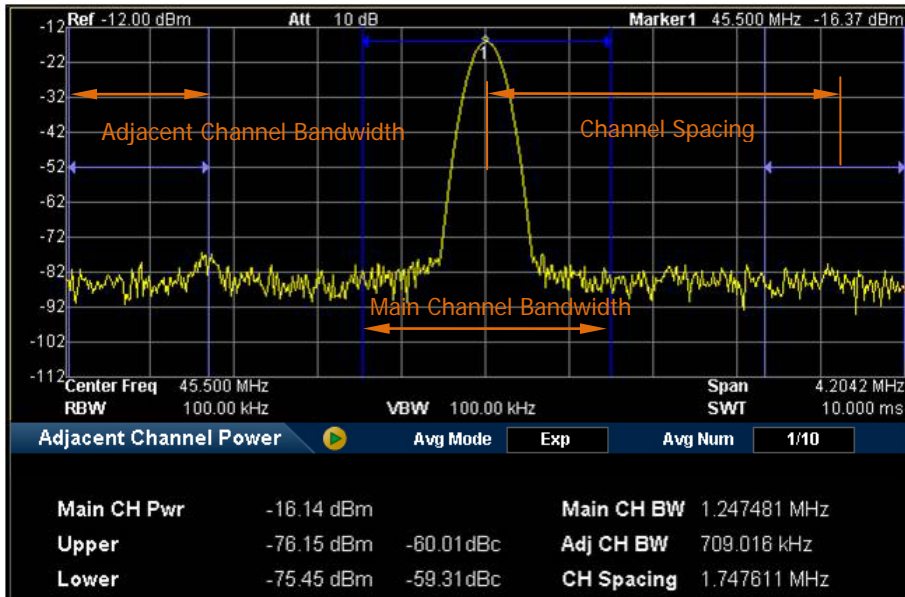 Ref -12.00 dBm Att 10 dB Marker1 45.500 MHz -16.37 dBm
-12
1
-22
-32
-42
Adjacent Channel Bandwidth Channel Spacing
-52
-62
-72
-82
-92
Main Channel Bandwidth
-102
-112
Center Freq 45.500 MHz Span 4.2042 MHz
RBW 100.00 kHz VBW 100.00 kHz SWT 10.000 ms
Adjacent Channel Power Avg Mode Exp Avg Num 1/10
Main CH Pwr -16.14 dBm Main CH BW 1.247481 MHz
Upper -76.15 dBm -60.01dBc Adj CH BW 709.016 kHz
Lower -75.45 dBm -59.31dBc CH Spacing 1.747611 MHz